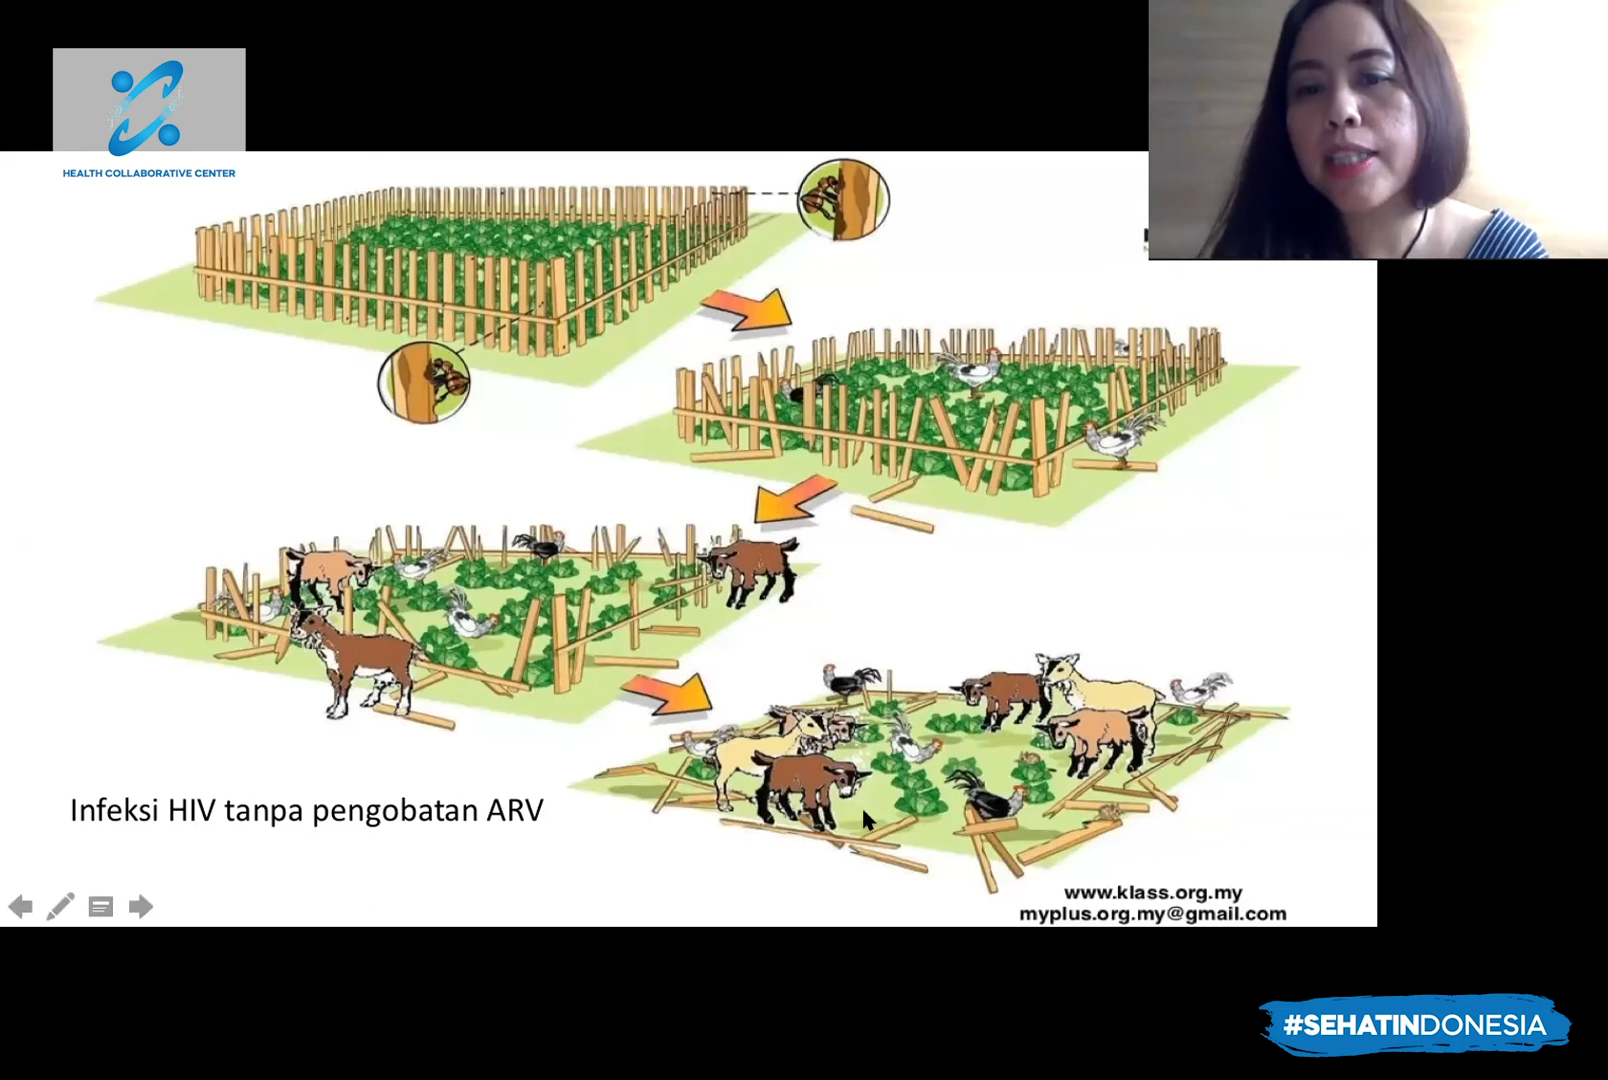 HEALTH COLLABORATIVE CENTER
Infeksi HIV tanpa pengobatan ARV
www.klass.org.my
myplus.org.my@gmail.com
#SEHATINDONESIA